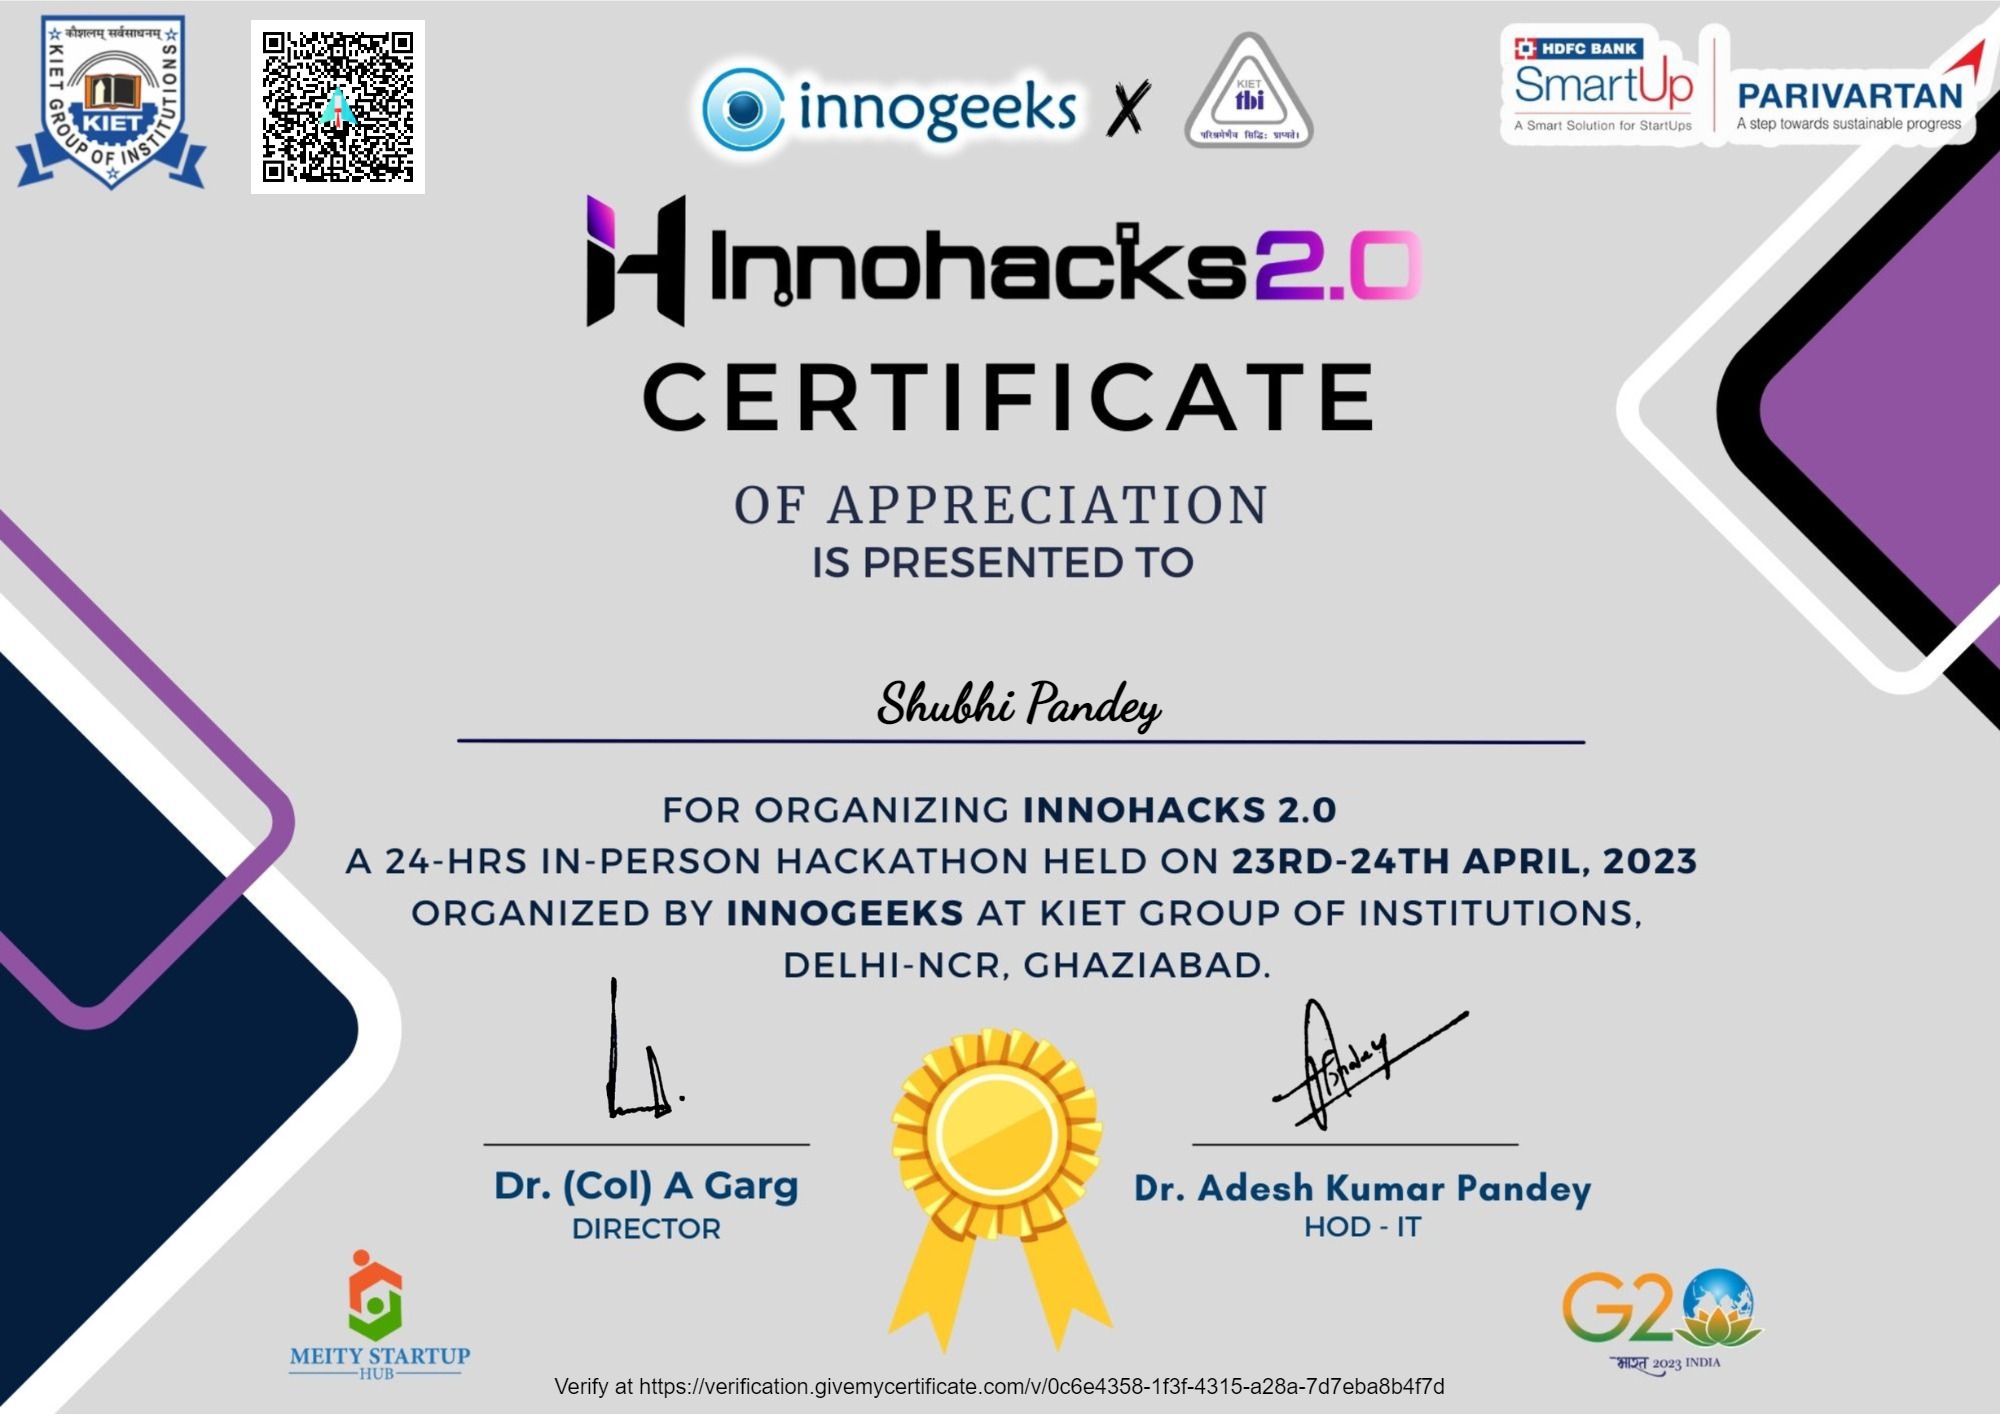 कौशलम् सर्वसाधनम्
KIET GROUP OF INSTITUTIONS
KIET
innogeeks X
KIET
tbi
परिश्रमेणैव सिद्धिः प्राप्यते।
HDFC BANK
SmartUp
A Smart Solution for StartUps
PARIVARTAN
A step towards sustainable progress
Innohacks2.0
CERTIFICATE
OF APPRECIATION
IS PRESENTED TO
Shubhi Pandey
FOR ORGANIZING INNOHACKS 2.0
A 24-HRS IN-PERSON HACKATHON HELD ON 23RD-24TH APRIL, 2023
ORGANIZED BY INNOGEEKS AT KIET GROUP OF INSTITUTIONS,
DELHI-NCR, GHAZIABAD.
Dr. (Col) A Garg
DIRECTOR
Dr. Adesh Kumar Pandey
HOD - IT
MEITY STARTUP
HUB
G20
भारत 2023 INDIA
Verify at https://verification.givemycertificate.com/v/0c6e4358-1f3f-4315-a28a-7d7eba8b4f7d